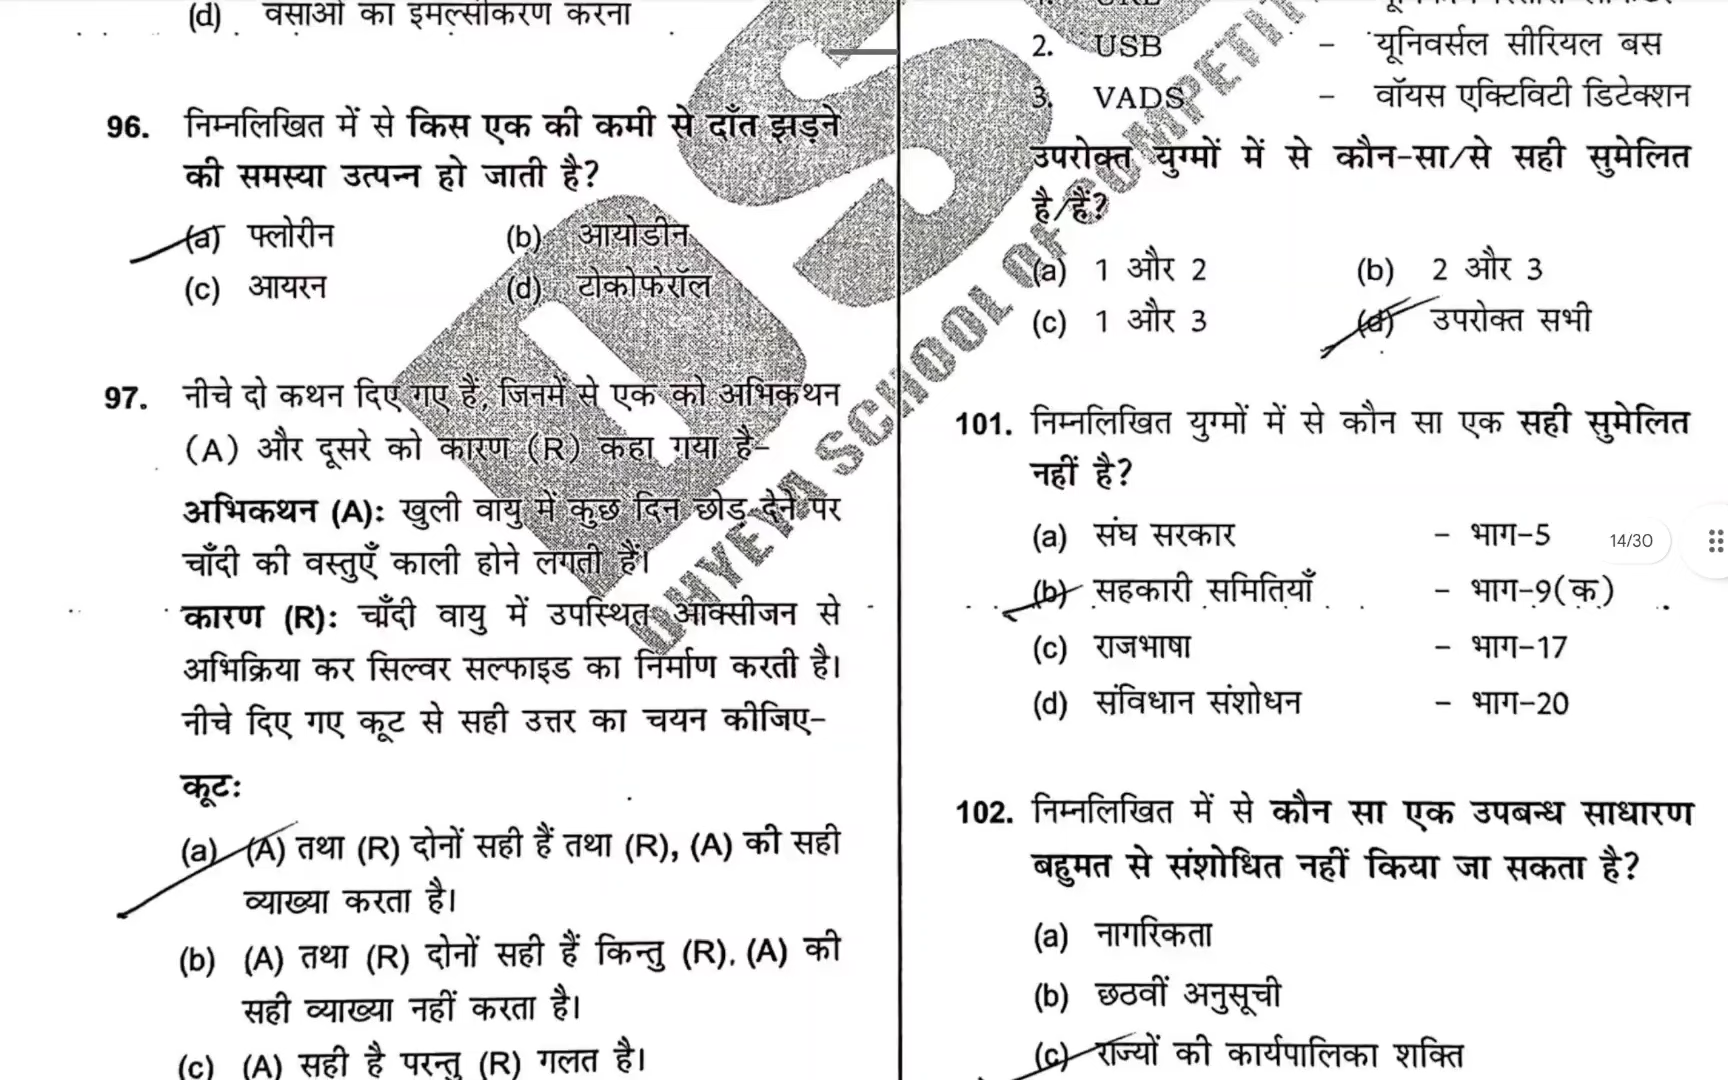 (d) वसाओं का इमल्सीकरण करना
96. निम्नलिखित में से किस एक की कमी से दाँत झड़ने
की समस्या उत्पन्न हो जाती है?
(a) फ्लोरीन (b) आयोडीन
(c) आयरन (d) टोकोफेरॉल
97. नीचे दो कथन दिए गए हैं, जिनमें से एक को अभिकथन
(A) और दूसरे को कारण (R) कहा गया है–
अभिकथन (A): खुली वायु में कुछ दिन छोड़ देने पर
चाँदी की वस्तुएँ काली होने लगती हैं।
कारण (R): चाँदी वायु में उपस्थित आक्सीजन से
अभिक्रिया कर सिल्वर सल्फाइड का निर्माण करती है।
नीचे दिए गए कूट से सही उत्तर का चयन कीजिए–
कूटः
(a) (A) तथा (R) दोनों सही हैं तथा (R), (A) की सही
व्याख्या करता है।
(b) (A) तथा (R) दोनों सही हैं किन्तु (R), (A) की
सही व्याख्या नहीं करता है।
(c) (A) सही है परन्तु (R) गलत है।
2. USB – यूनिवर्सल सीरियल बस
3. VADS – वॉयस एक्टिविटी डिटेक्शन
उपरोक्त युग्मों में से कौन-सा/से सही सुमेलित
है/हैं?
(a) 1 और 2 (b) 2 और 3
(c) 1 और 3 (d) उपरोक्त सभी
101. निम्नलिखित युग्मों में से कौन सा एक सही सुमेलित
नहीं है?
(a) संघ सरकार – भाग–5
(b) सहकारी समितियाँ – भाग–9(क)
(c) राजभाषा – भाग–17
(d) संविधान संशोधन – भाग–20
102. निम्नलिखित में से कौन सा एक उपबन्ध साधारण
बहुमत से संशोधित नहीं किया जा सकता है?
(a) नागरिकता
(b) छठवीं अनुसूची
(c) राज्यों की कार्यपालिका शक्ति
14/30
DHYEYA SCHOOL OF COMPETITI